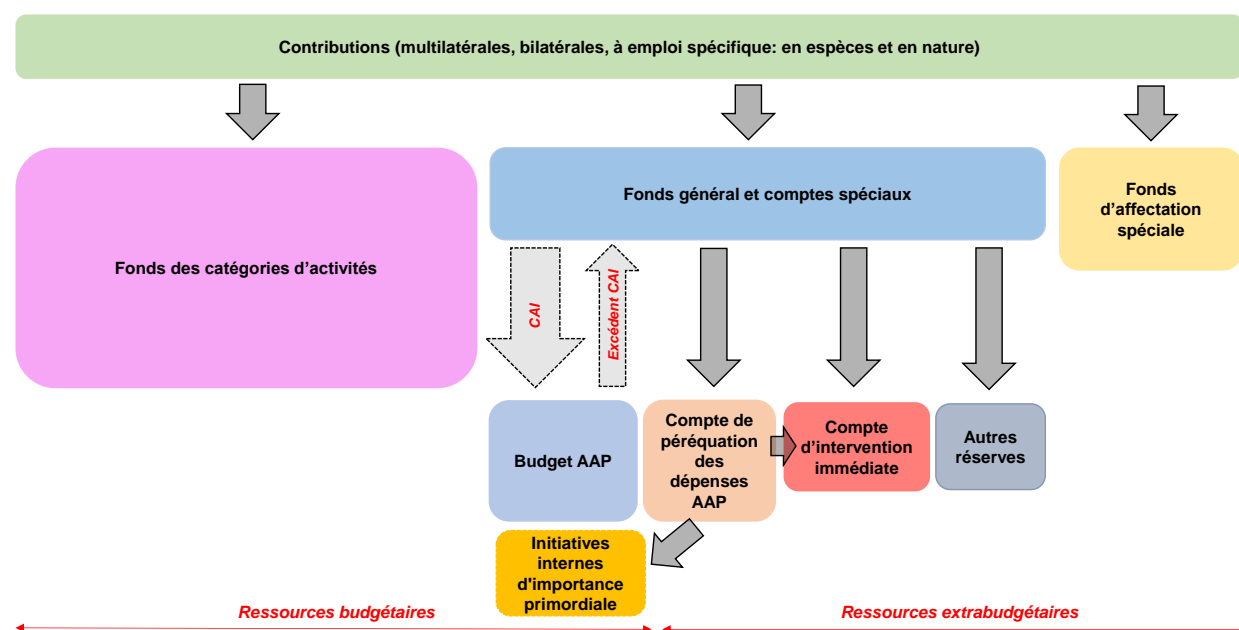 Contributions (multilatérales, bilatérales, à emploi spécifique: en espèces et en nature)
Fonds des catégories d’activités
Fonds général et comptes spéciaux
Fonds
d’affectation
spéciale
CAI
Excédent CAI
Budget AAP
Compte de
péréquation
des
dépenses
AAP
Compte
d’intervention
immédiate
Autres
réserves
Initiatives
internes
d'importance
primordiale
Ressources budgétaires
Ressources extrabudgétaires